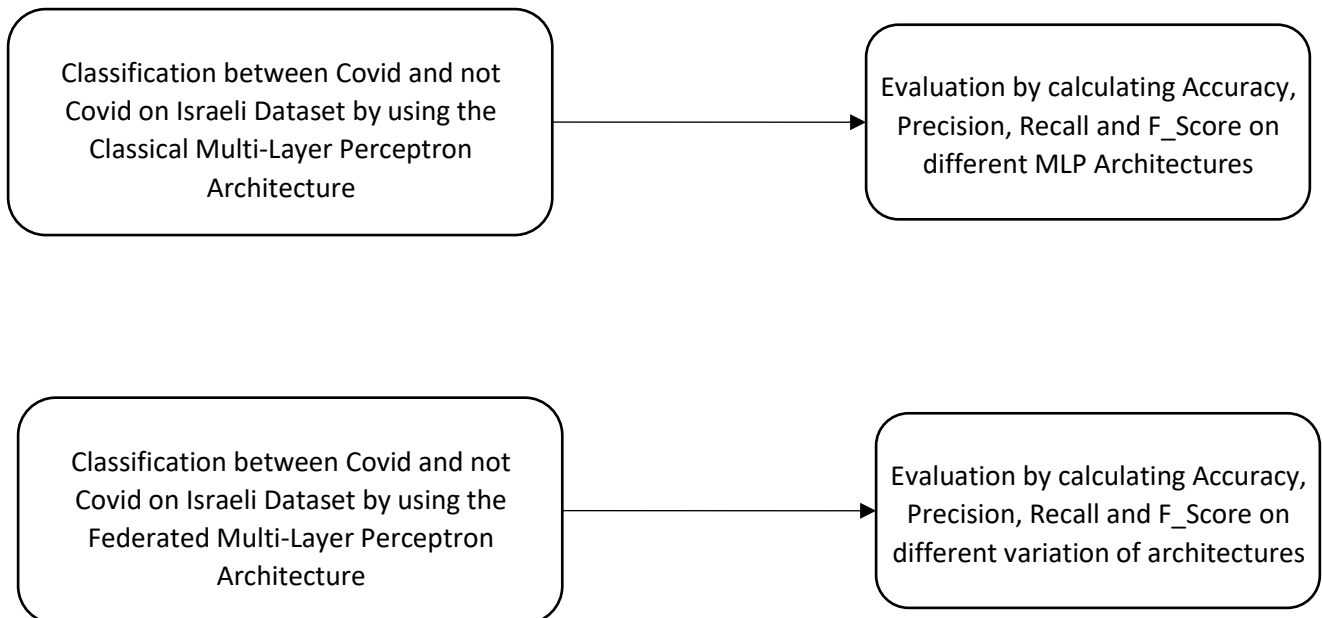 Classification between Covid and not
Covid on Israeli Dataset by using the
Classical Multi-Layer Perceptron
Architecture
Evaluation by calculating Accuracy,
Precision, Recall and F_Score on
different MLP Architectures
Classification between Covid and not
Covid on Israeli Dataset by using the
Federated Multi-Layer Perceptron
Architecture
Evaluation by calculating Accuracy,
Precision, Recall and F_Score on
different variation of architectures